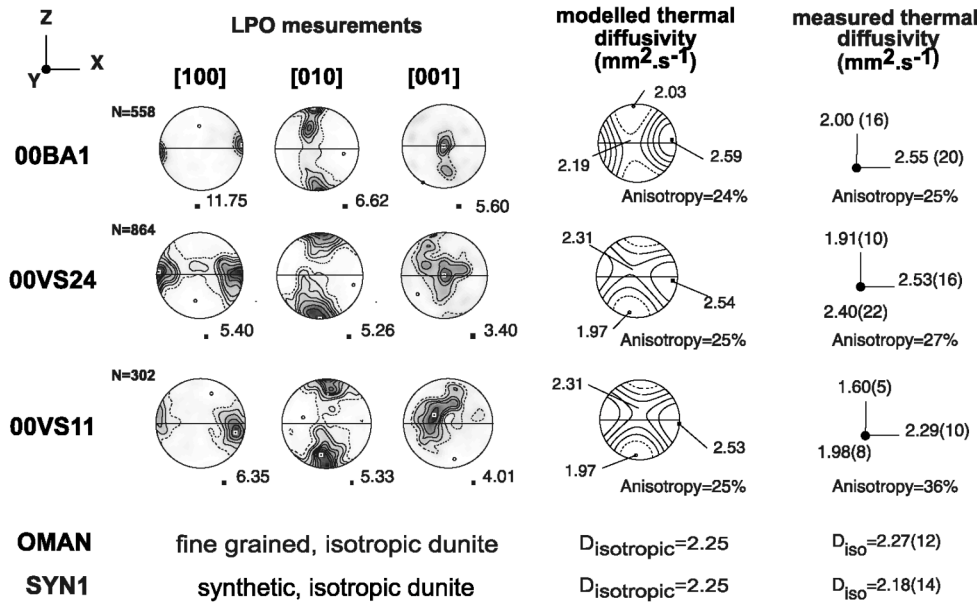 Z
X
Y
LPO mesurements
modelled thermal
diffusivity
(mm².s⁻¹)
measured thermal
diffusivity
(mm².s⁻¹)
[100]
[010]
[001]
N=558
00BA1
11.75
6.62
5.60
2.03
2.19
2.59
Anisotropy=24%
2.00 (16)
2.55 (20)
Anisotropy=25%
N=864
00VS24
5.40
5.26
3.40
2.31
2.54
1.97
Anisotropy=25%
1.91(10)
2.53(16)
2.40(22)
Anisotropy=27%
N=302
00VS11
6.35
5.33
4.01
2.31
2.53
1.97
Anisotropy=25%
1.60(5)
2.29(10)
1.98(8)
Anisotropy=36%
OMAN fine grained, isotropic dunite Disotropic=2.25 Diso=2.27(12)
SYN1 synthetic, isotropic dunite Disotropic=2.25 Diso=2.18(14)